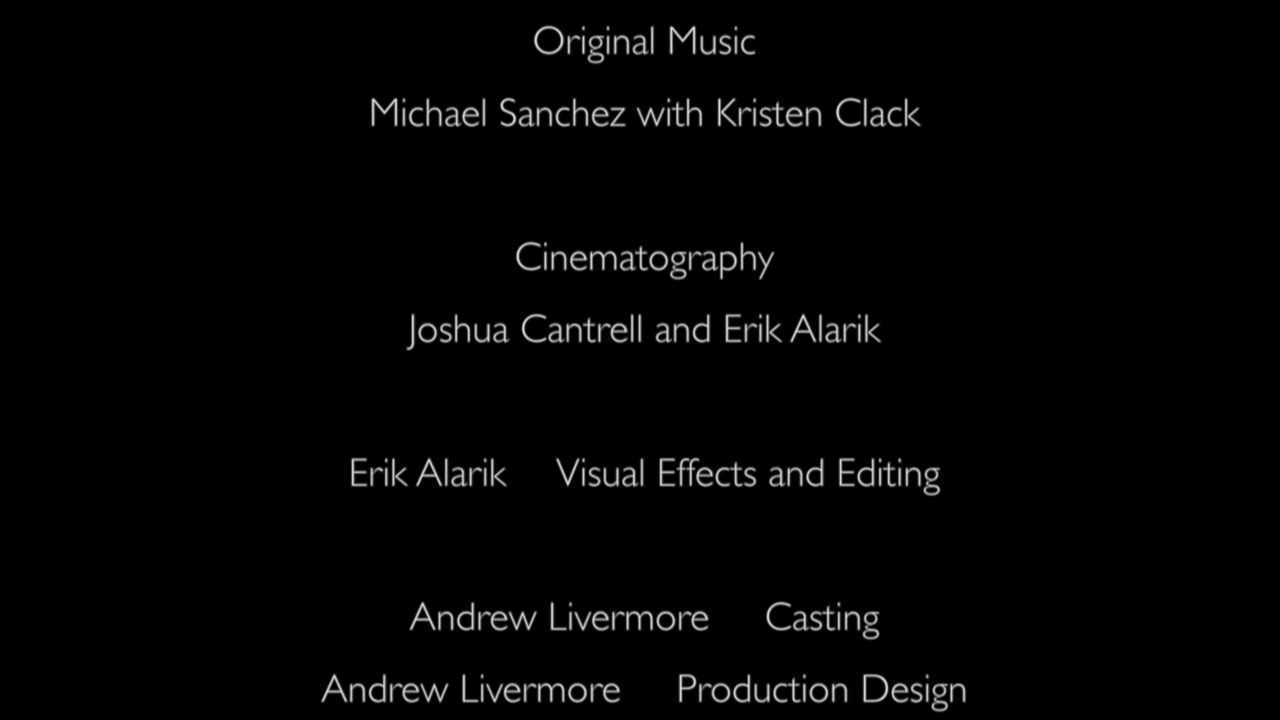 Original Music
Michael Sanchez with Kristen Clack
Cinematography
Joshua Cantrell and Erik Alarik
Erik Alarik Visual Effects and Editing
Andrew Livermore Casting
Andrew Livermore Production Design